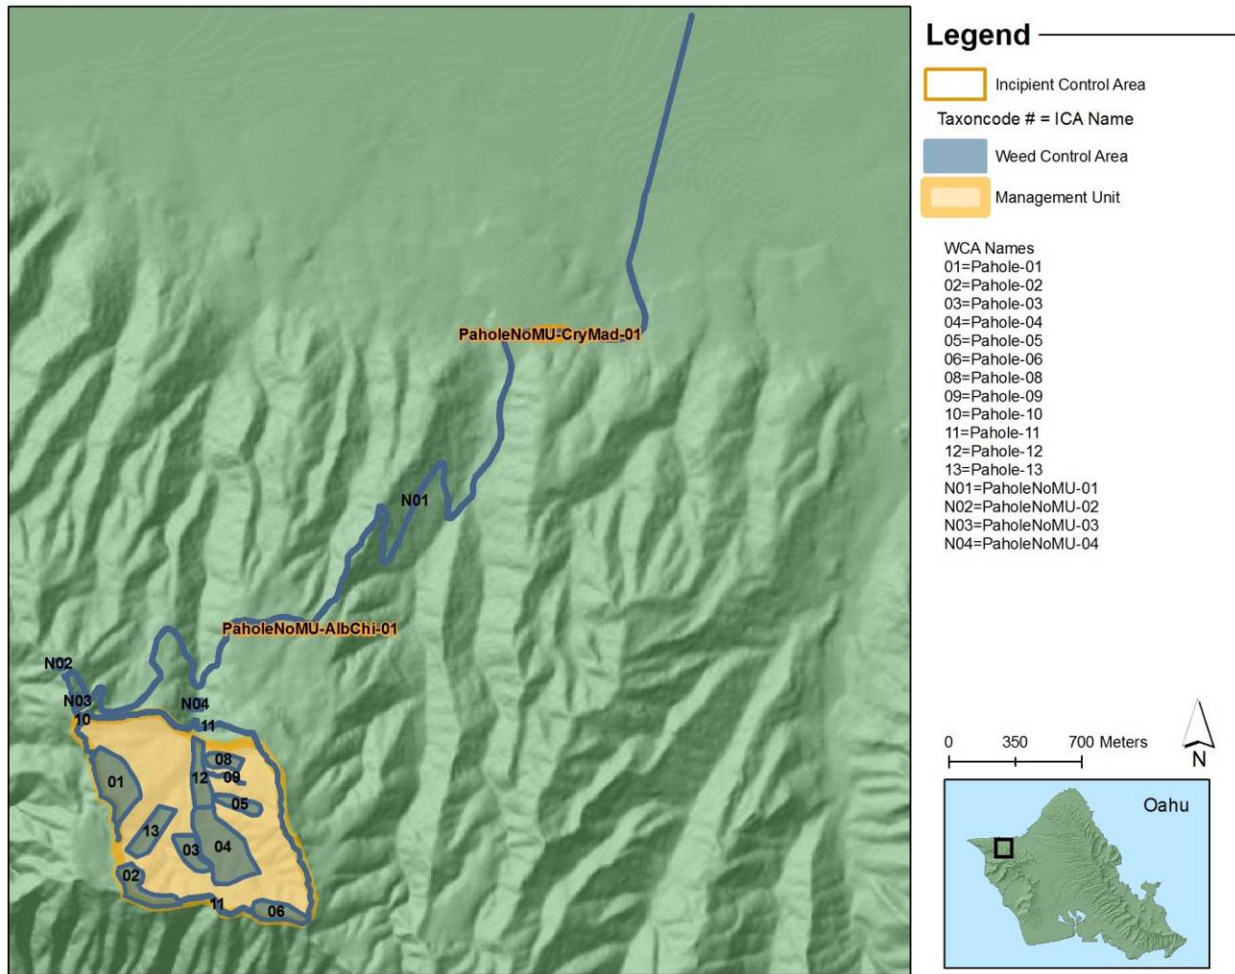 Legend
Incipient Control Area
Taxoncode # = ICA Name
Weed Control Area
Management Unit
WCA Names
01=Pahole-01
02=Pahole-02
03=Pahole-03
04=Pahole-04
05=Pahole-05
06=Pahole-06
08=Pahole-08
09=Pahole-09
10=Pahole-10
11=Pahole-11
12=Pahole-12
13=Pahole-13
N01=PaholeNoMU-01
N02=PaholeNoMU-02
N03=PaholeNoMU-03
N04=PaholeNoMU-04
PaholeNoMU-CryMad-01
N01
PaholeNoMU-AlbChi-01
N02
N03
N04
10
11
08
12
09
01
05
13
03
04
02
11
06
0 350 700 Meters
N
Oahu